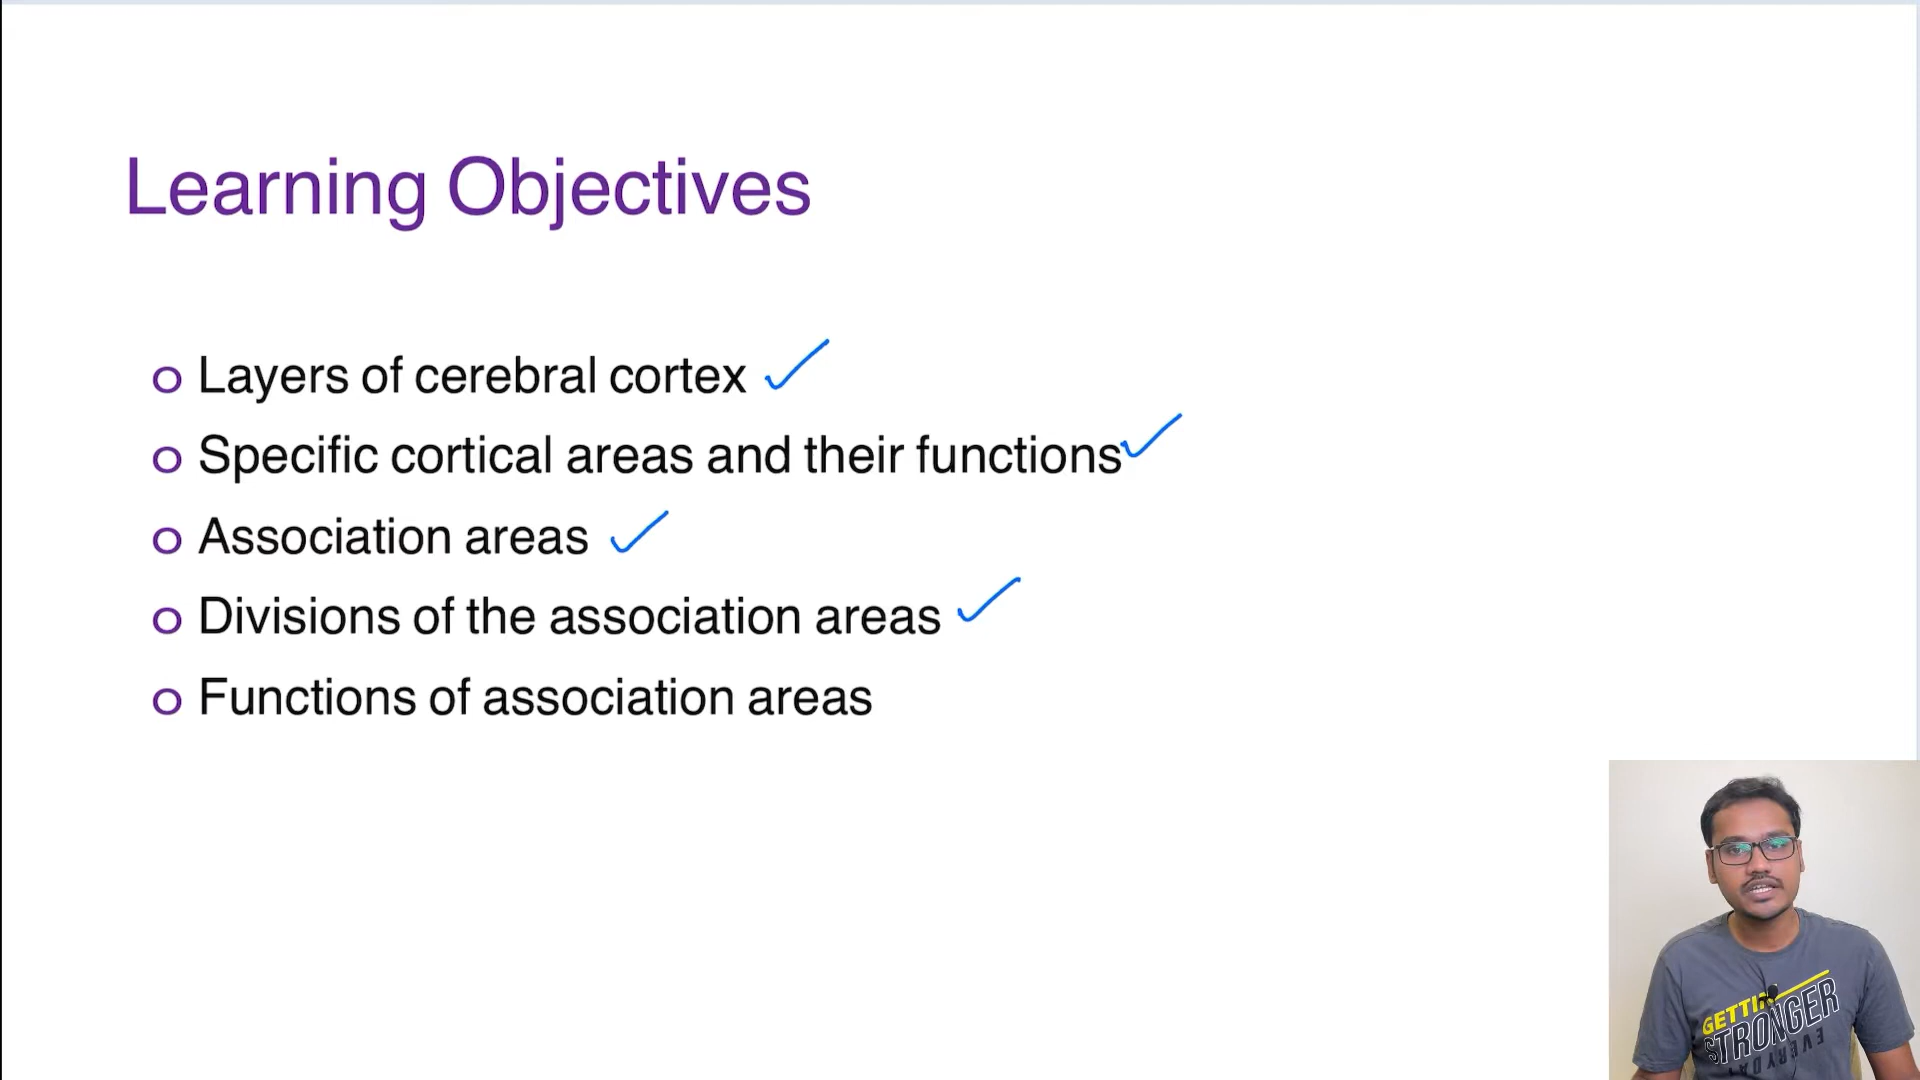 Learning Objectives
Layers of cerebral cortex
Specific cortical areas and their functions
Association areas
Divisions of the association areas
Functions of association areas
STRONGER